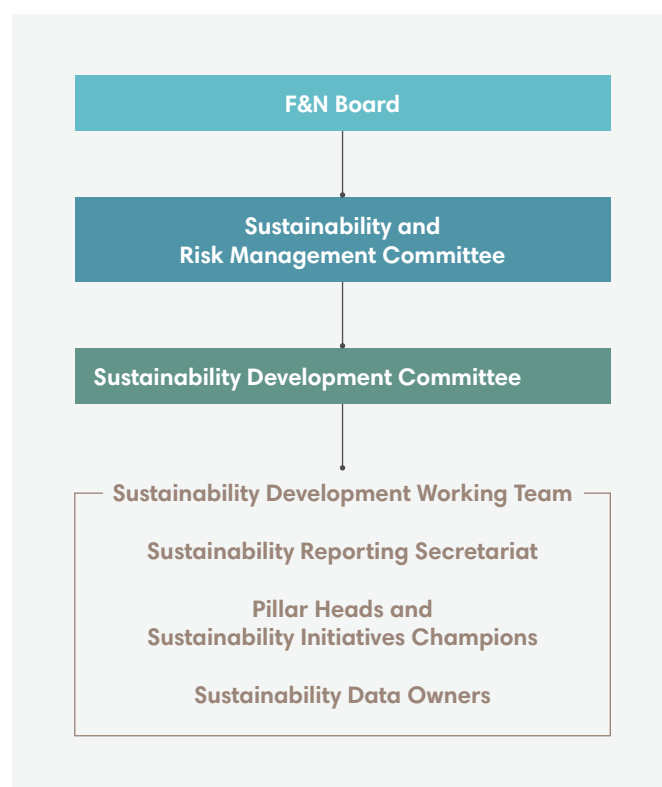 F&N Board
Sustainability and
Risk Management Committee
Sustainability Development Committee
Sustainability Development Working Team
Sustainability Reporting Secretariat
Pillar Heads and
Sustainability Initiatives Champions
Sustainability Data Owners